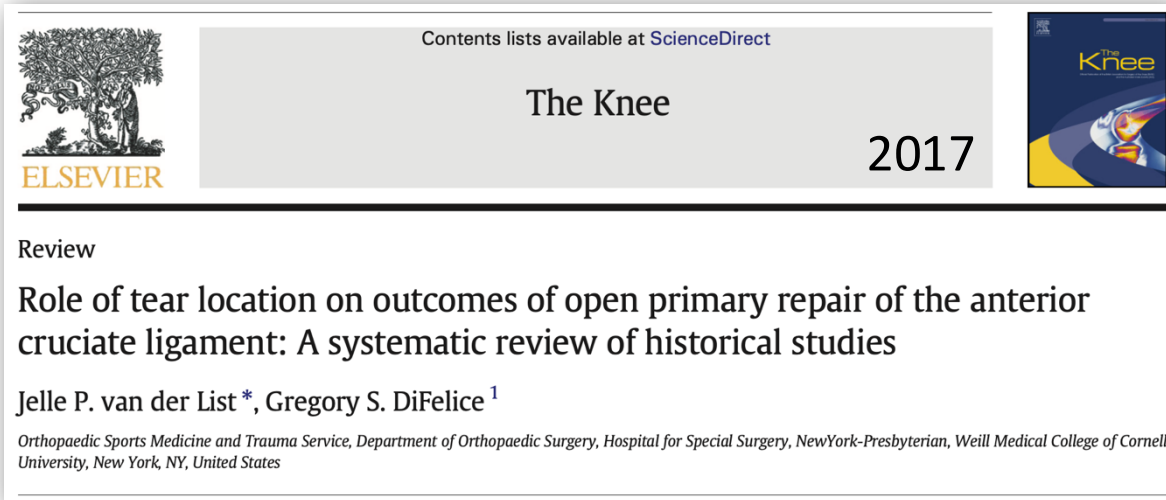 Contents lists available at ScienceDirect
The Knee
2017
ELSEVIER
The
Knee
Review
Role of tear location on outcomes of open primary repair of the anterior
cruciate ligament: A systematic review of historical studies
Jelle P. van der List *, Gregory S. DiFelice 1
Orthopaedic Sports Medicine and Trauma Service, Department of Orthopaedic Surgery, Hospital for Special Surgery, NewYork-Presbyterian, Weill Medical College of Cornell
University, New York, NY, United States